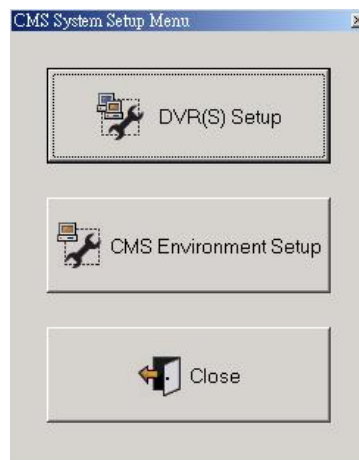 CMS System Setup Menu
DVR(S) Setup
CMS Environment Setup
Close